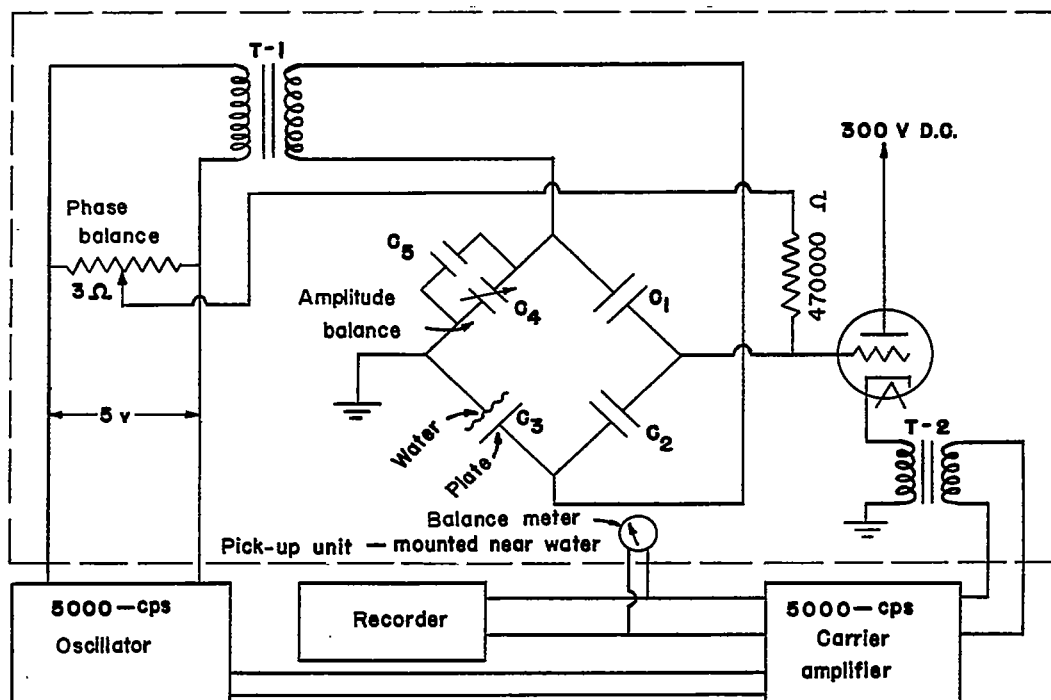 T-1
300 V D.C.
Phase
balance
3Ω
470000 Ω
C5
C4
C1
Amplitude
balance
5 v
Water
C3
Plate
C2
T-2
Balance meter
Pick-up unit — mounted near water
5000-cps
Oscillator
Recorder
5000-cps
Carrier
amplifier